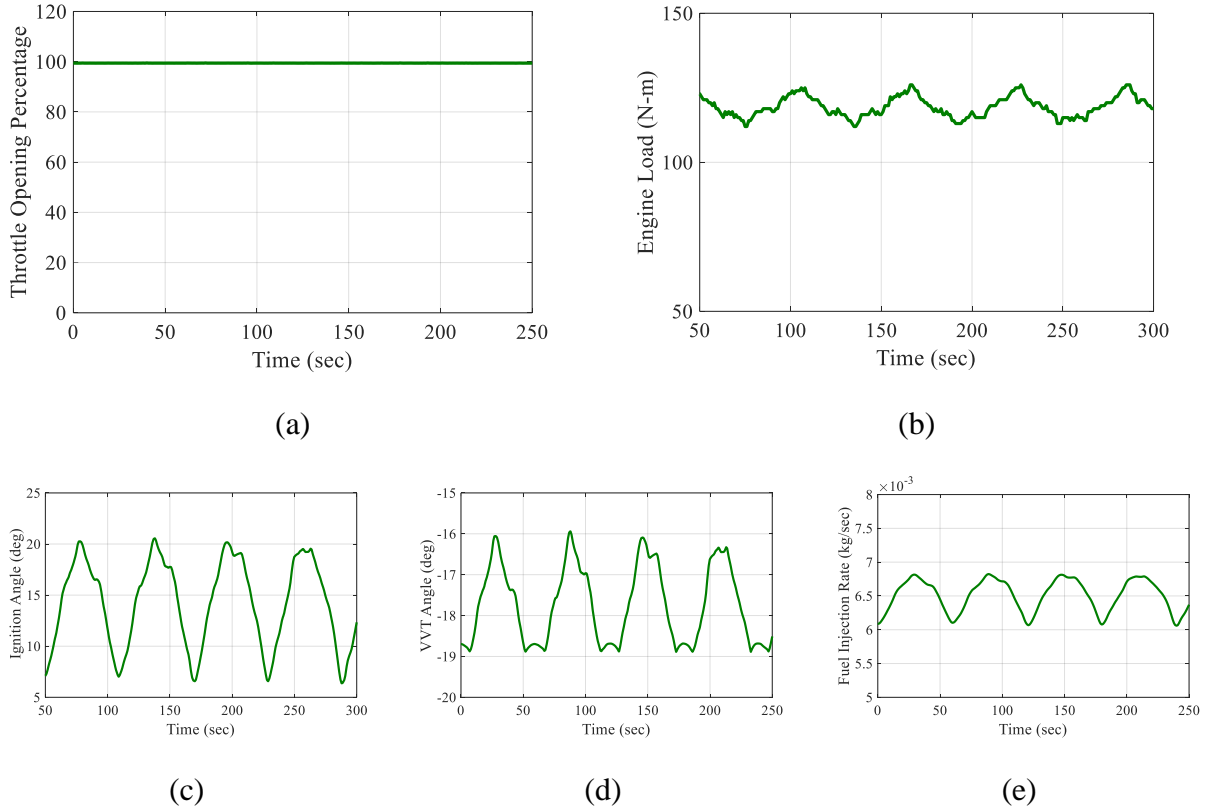 120
100
80
60
40
20
0
Throttle Opening Percentage
0 50 100 150 200 250
Time (sec)
(a)
150
100
50
Engine Load (N-m)
50 100 150 200 250 300
Time (sec)
(b)
25
20
15
10
5
Ignition Angle (deg)
50 100 150 200 250 300
Time (sec)
(c)
-15
-16
-17
-18
-19
-20
VVT Angle (deg)
0 50 100 150 200 250
Time (sec)
(d)
×10-3
8
7.5
7
6.5
6
5.5
5
Fuel Injection Rate (kg/sec)
0 50 100 150 200 250
Time (sec)
(e)